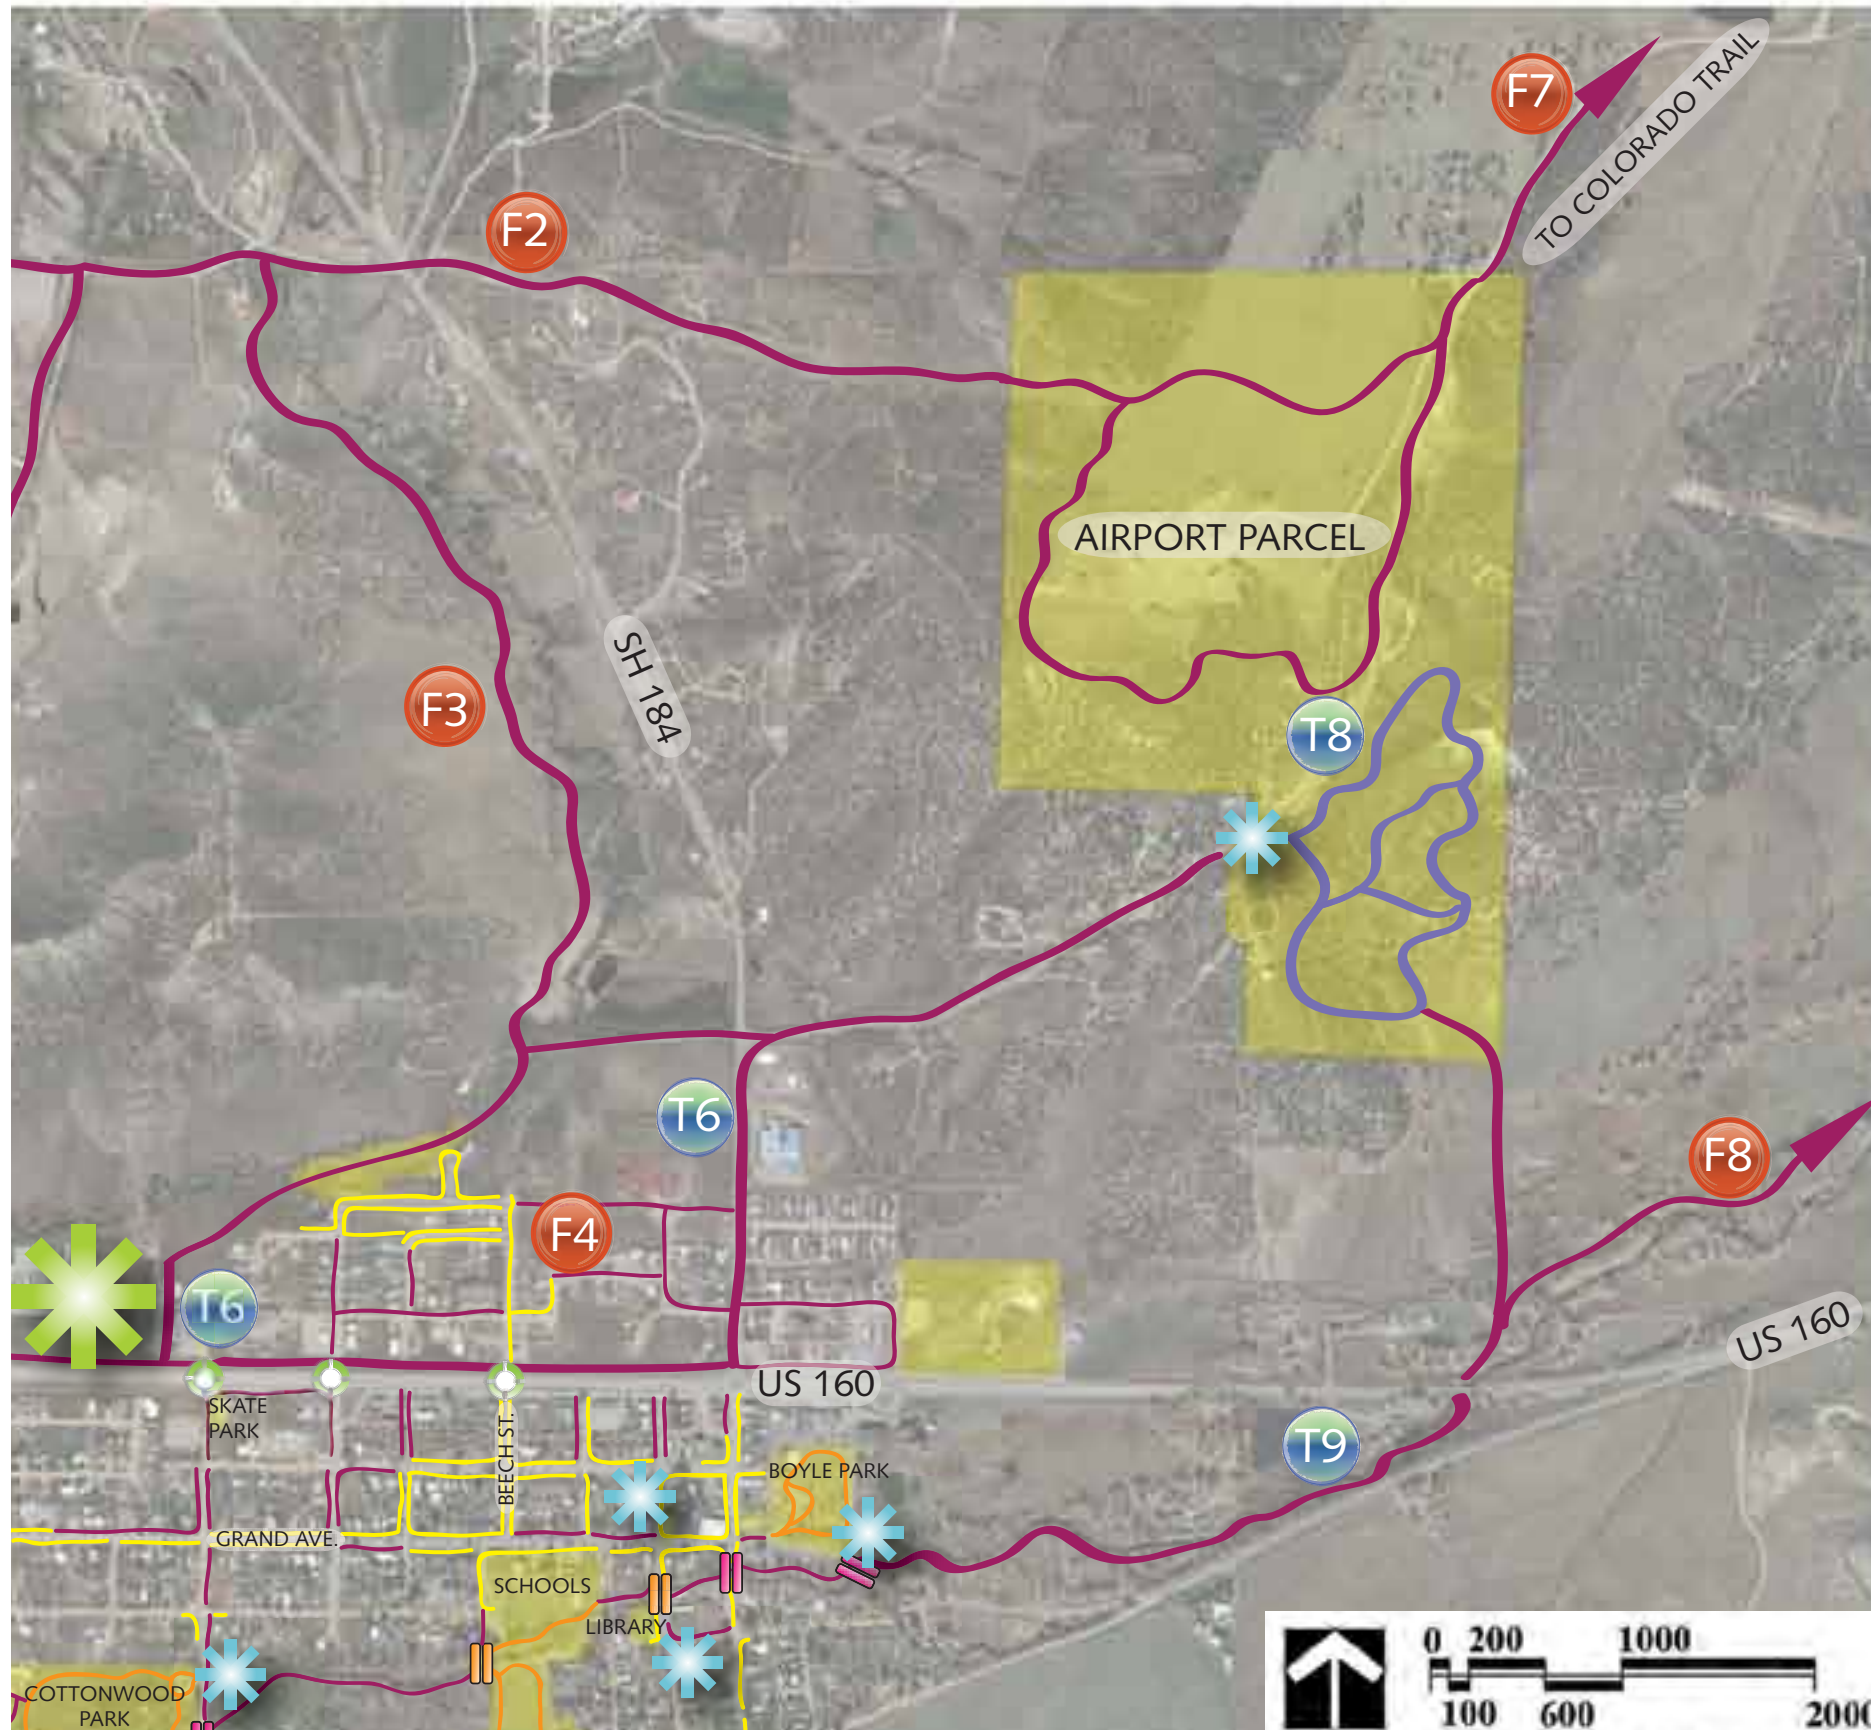 F7
TO COLORADO TRAIL
F2
AIRPORT PARCEL
SH 184
F3
T8
T6
F8
F4
T6
US 160
US 160
SKATE
PARK
BEECH ST.
T9
BOYLE PARK
GRAND AVE.
SCHOOLS
LIBRARY
COTTONWOOD
PARK
0 200 1000
100 600 2000